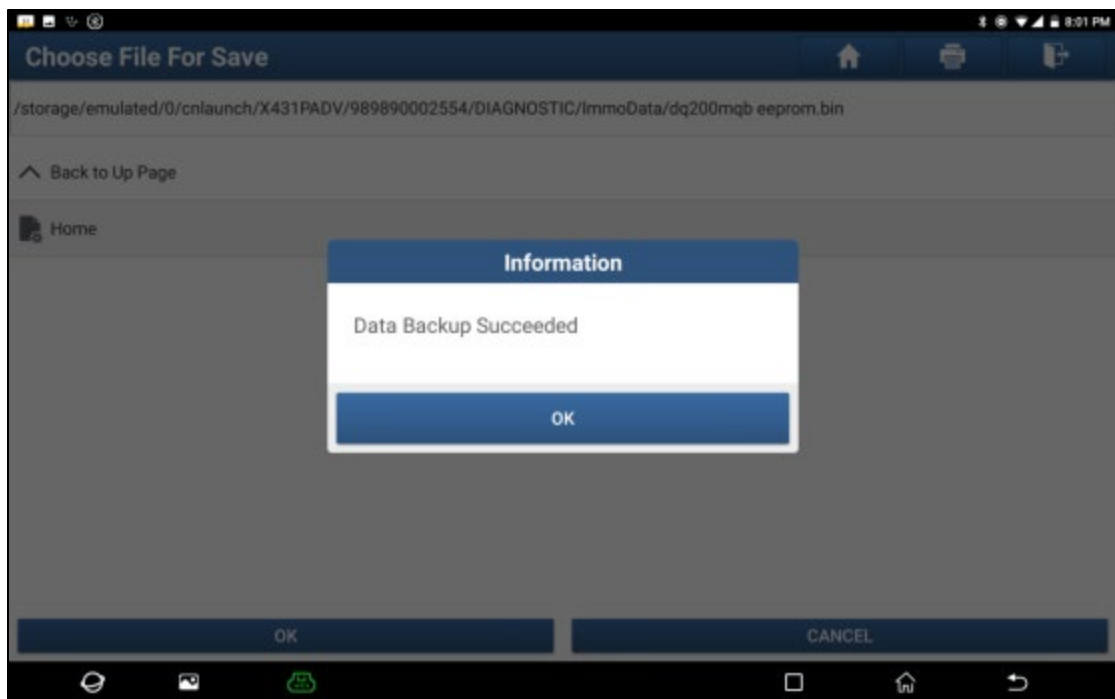 8:01 PM
Choose File For Save
/storage/emulated/0/cnlaunch/X431PADV/989890002554/DIAGNOSTIC/ImmoData/dq200mqb eeprom.bin
Back to Up Page
Home
Information
Data Backup Succeeded
OK
OK CANCEL